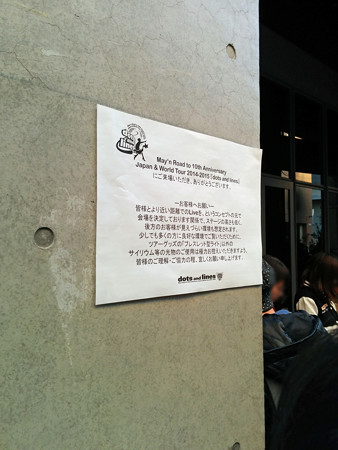 dots
and
lines
May'n Road to 10th Anniversary
Japan & World Tour 2014-2015「dots and lines」
にご来場いただき、ありがとうございます。
―お客様へお願い―
皆様とより近い距離でのLiveを、というコンセプトの元で
会場を決定しております関係で、ステージの高さも低く、
後方のお客様が見えづらい環境も想定されます。
少しでも多くの方に良好な環境でご覧いただけるために、
ツアーグッズの「ブレスレット型ライト」以外の
サイリウム等の光物のご使用は極力お控えいただきますよう、
皆様のご理解・ご協力の程、宜しくお願い申し上げます。
dots and lines